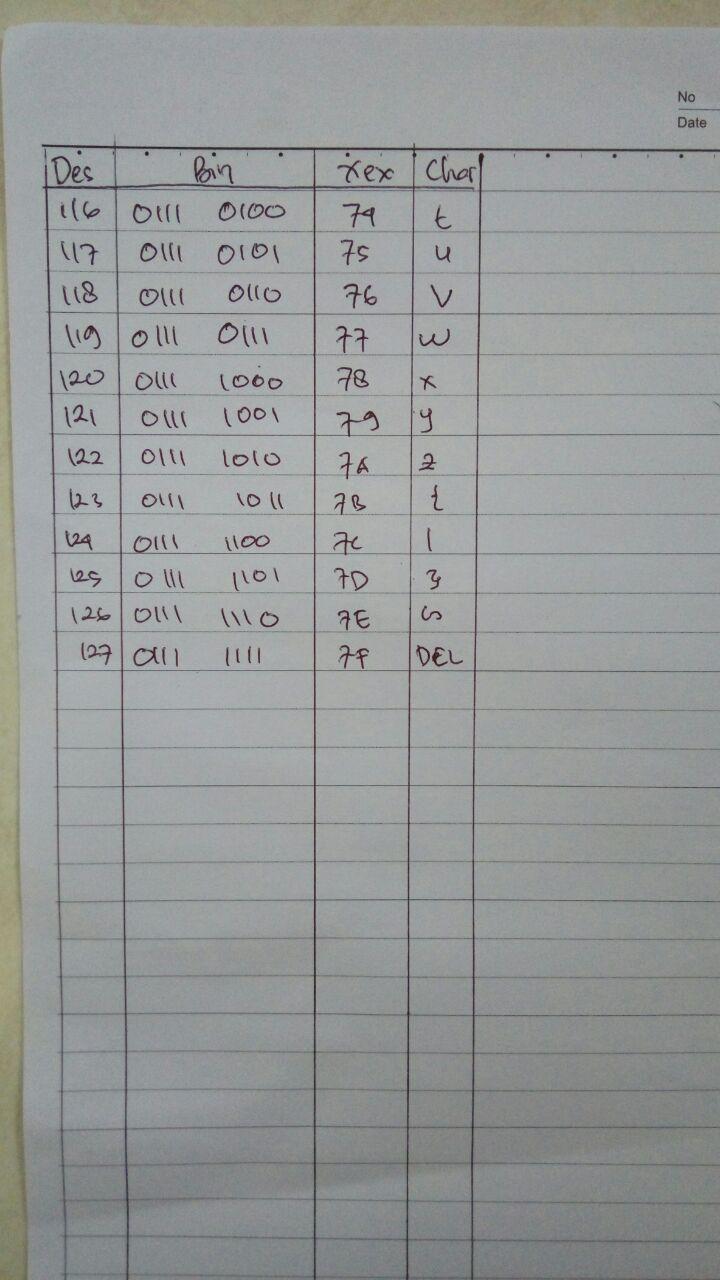 No
Date
Des Bin Hex Char
116 0111 0100 74 t
117 0111 0101 75 u
118 0111 0110 76 v
119 0111 0111 77 w
120 0111 1000 78 x
121 0111 1001 79 y
122 0111 1010 7A z
123 0111 1011 7B {
124 0111 1100 7C |
125 0111 1101 7D }
126 0111 1110 7E ~
127 0111 1111 7F DEL